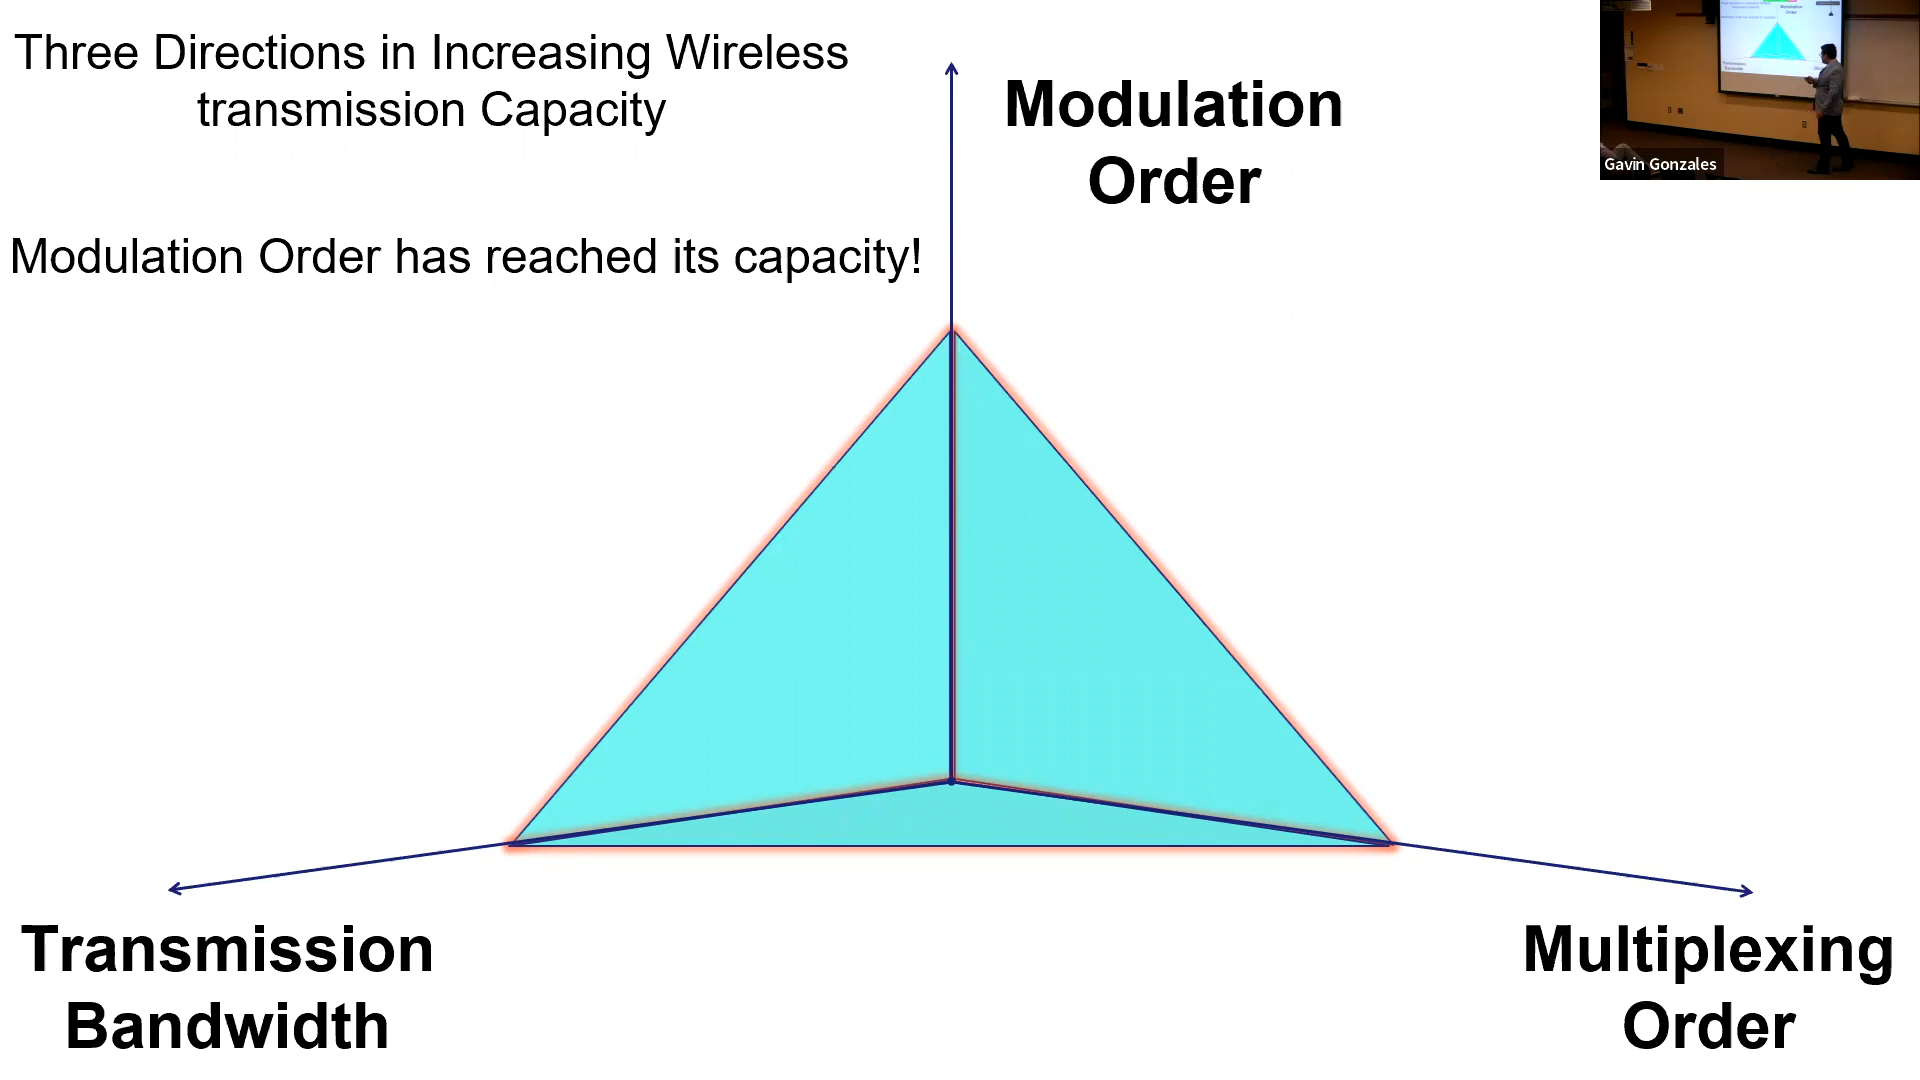 Three Directions in Increasing Wireless
transmission Capacity
Modulation
Order
Modulation Order has reached its capacity!
Transmission
Bandwidth
Multiplexing
Order
Gavin Gonzales